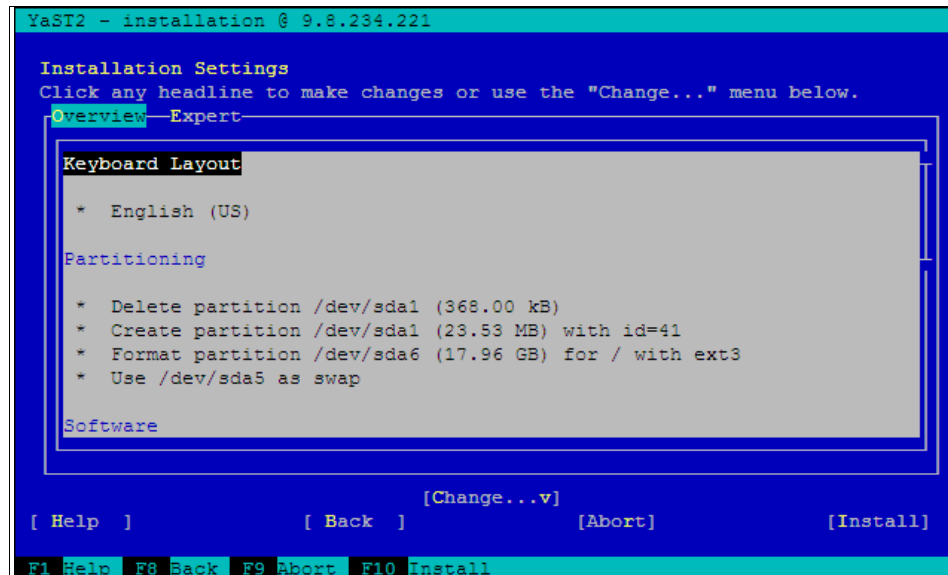 YaST2 - installation @ 9.8.234.221
Installation Settings
Click any headline to make changes or use the "Change..." menu below.
Overview—Expert
Keyboard Layout
* English (US)
Partitioning
* Delete partition /dev/sda1 (368.00 kB)
* Create partition /dev/sda1 (23.53 MB) with id=41
* Format partition /dev/sda6 (17.96 GB) for / with ext3
* Use /dev/sda5 as swap
Software
[Change...v]
[ Help ] [ Back ] [Abort] [Install]
F1 Help F8 Back F9 Abort F10 Install